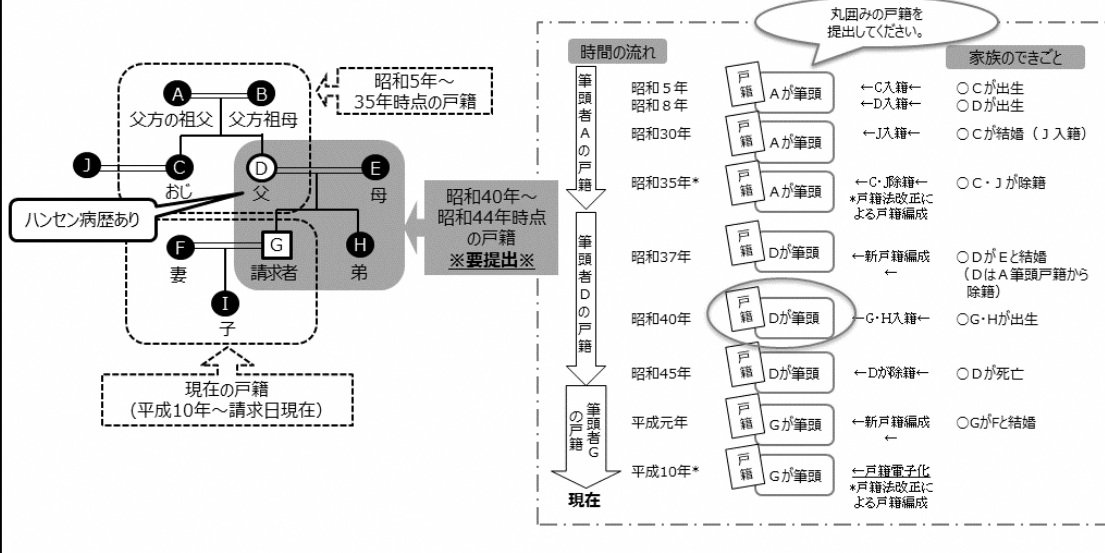 A
B
父方の祖父
父方祖母
昭和5年～
35年時点の戸籍
J
C
D
E
おじ
父
母
ハンセン病歴あり
昭和40年～
昭和44年時点
の戸籍
※要提出※
F
G
H
妻
請求者
弟
I
子
現在の戸籍
(平成10年～請求日現在)
丸囲みの戸籍を
提出してください。
時間の流れ
家族のできごと
筆頭者Aの戸籍
筆頭者Dの戸籍
筆頭者G
の戸籍
現在
昭和５年
昭和８年
戸籍
Aが筆頭
←C入籍←
←D入籍←
○Ｃが出生
○Ｄが出生
昭和30年
戸籍
Aが筆頭
←J入籍←
○Ｃが結婚（Ｊ入籍）
昭和35年*
戸籍
Aが筆頭
←C・J除籍←
*戸籍法改正に
よる戸籍編成
○Ｃ・Ｊが除籍
昭和37年
戸籍
Dが筆頭
←新戸籍編成
←
○DがＥと結婚
（DはＡ筆頭戸籍から
除籍）
昭和40年
戸籍
Dが筆頭
←G・H入籍←
○G・Hが出生
昭和45年
戸籍
Dが筆頭
←Dが除籍←
○Ｄが死亡
平成元年
戸籍
Gが筆頭
←新戸籍編成
←
○GがFと結婚
平成10年*
戸籍
Gが筆頭
←戸籍電子化
*戸籍法改正に
よる戸籍編成